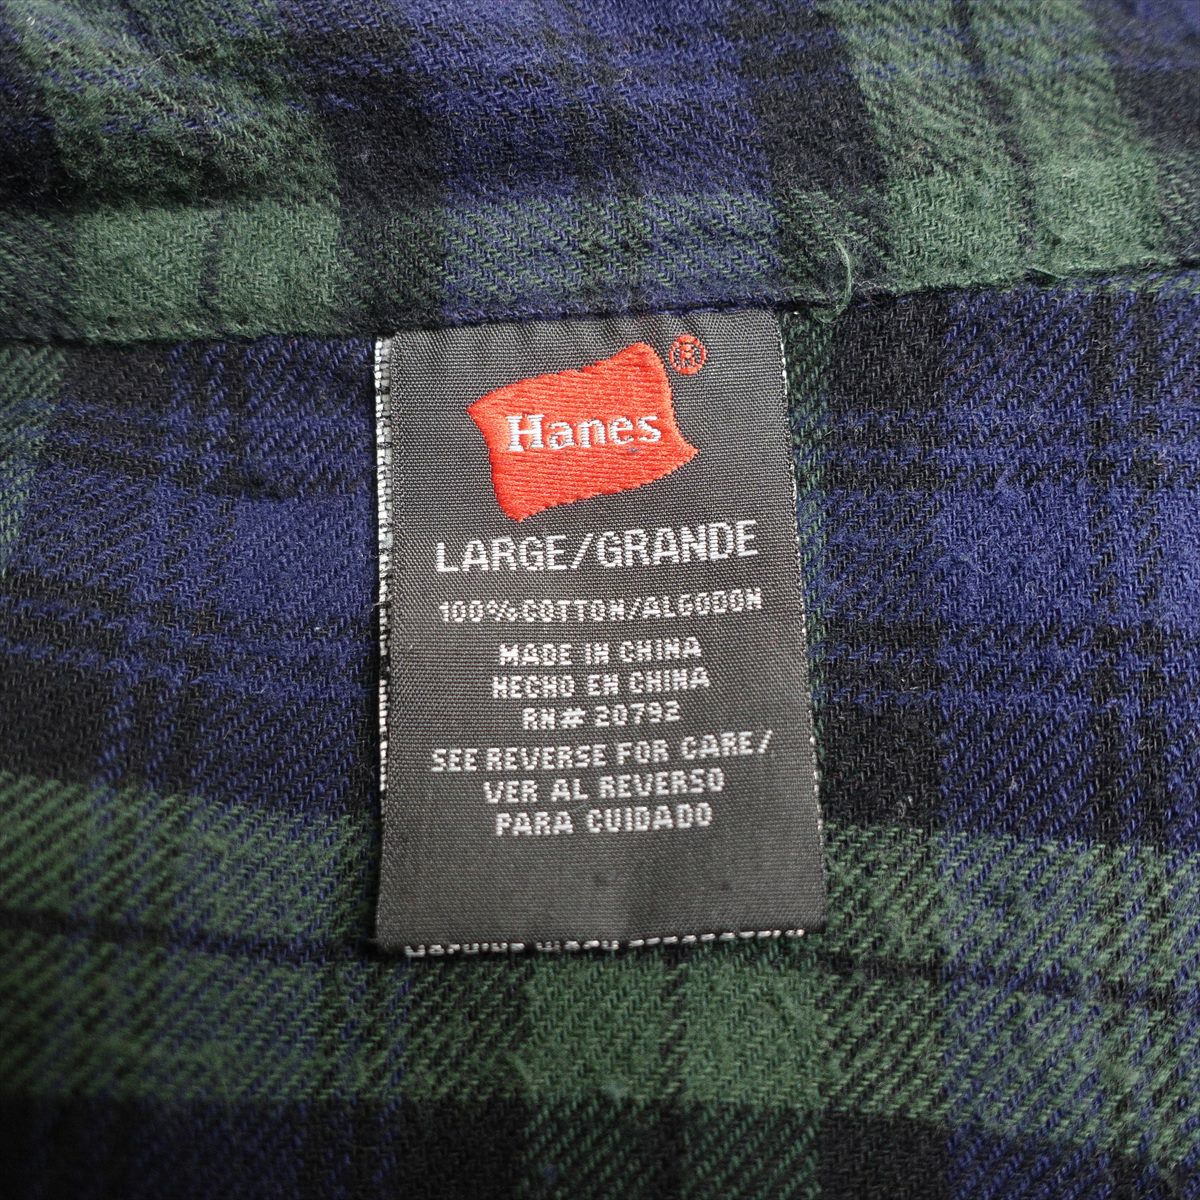 Hanes®
LARGE/GRANDE
100% COTTON/ALGODON
MADE IN CHINA
HECHO EN CHINA
RN# 20792
SEE REVERSE FOR CARE/
VER AL REVERSO
PARA CUIDADO